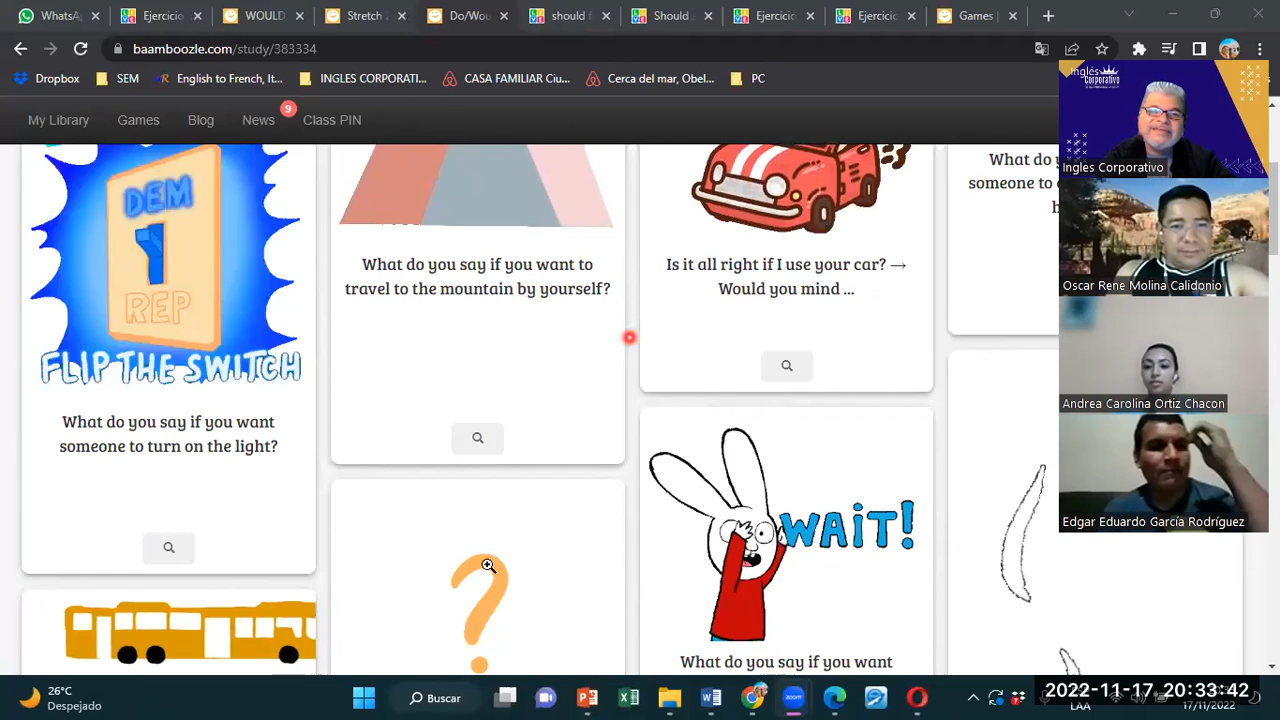 WhatsA
Ejercicio
WOULD
Stretch
Do/Wou
should f
Should a
Ejercicio
Ejercicio
Games |
baamboozle.com/study/383334
Dropbox
SEM
English to French, It...
INGLES CORPORATI...
CASA FAMILIAR Cu...
Cerca del mar, Obel...
PC
My Library
Games
Blog
News
9
Class PIN
DEM
1
REP
FLIP THE SWITCH
What do you say if you want
someone to turn on the light?
What do you say if you want to
travel to the mountain by yourself?
Is it all right if I use your car? →
Would you mind ...
What do y
someone to
h
?
WAIT!
What do you say if you want
Inglés
Corporativo
Ingles Corporativo
Oscar Rene Molina Calidonio
Andrea Carolina Ortiz Chacon
Edgar Eduardo García Rodríguez
26°C
Despejado
Buscar
LAA
2022-11-17 20:33:42
17/11/2022